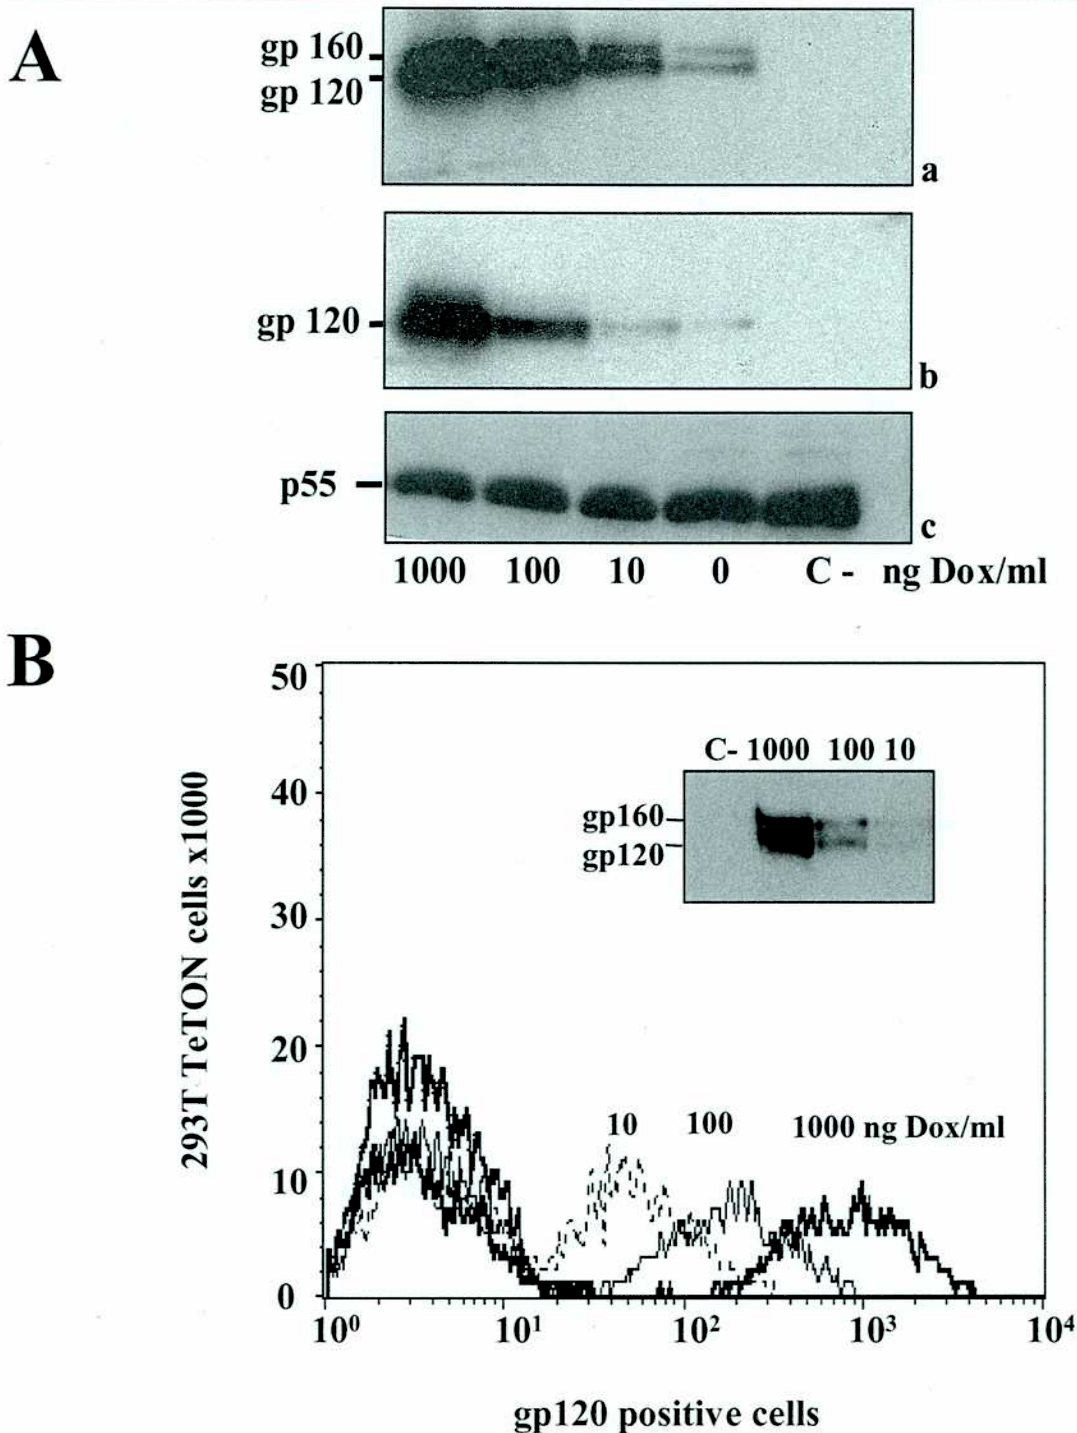 A
gp 160
gp 120
a
gp 120
b
p55
c
1000 100 10 0 C - ng Dox/ml
B
50
40
30
20
10
0
293T TeTON cells x1000
C- 1000 100 10
gp160
gp120
10 100 1000 ng Dox/ml
10⁰ 10¹ 10² 10³ 10⁴
gp120 positive cells